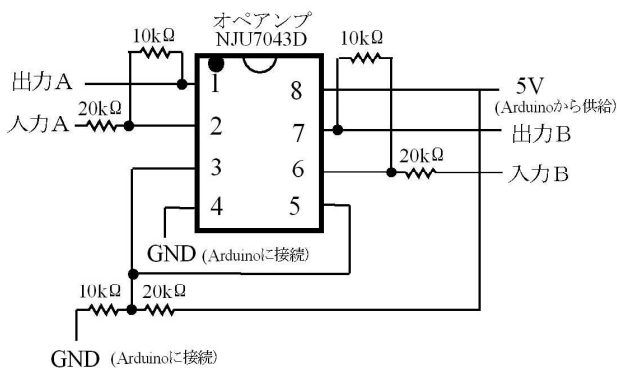 オペアンプ
NJU7043D
10kΩ
10kΩ
出力A
1
8
5V
(Arduinoから供給)
入力A
20kΩ
2
7
出力B
3
6
20kΩ
入力B
4
5
GND (Arduinoに接続)
10kΩ
20kΩ
GND (Arduinoに接続)